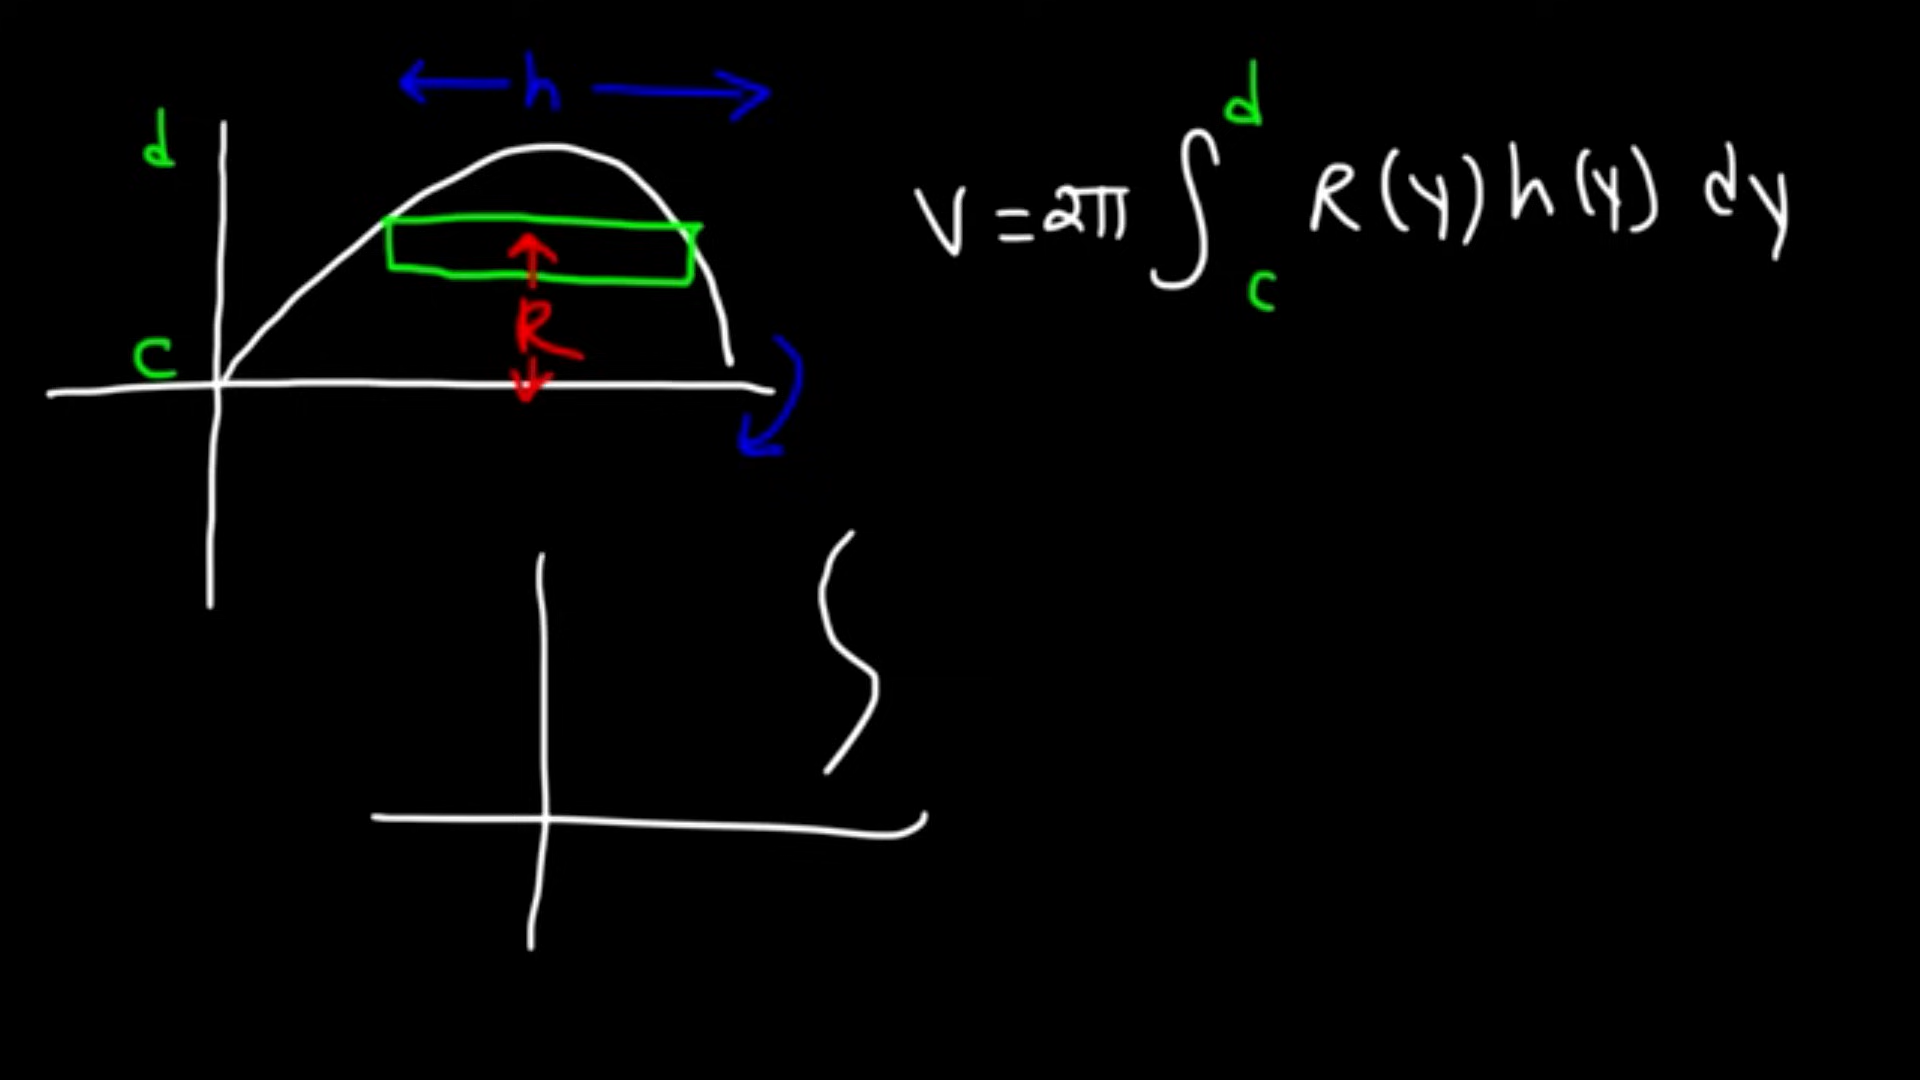 h
d
V = 2π ∫_c^d R(y) h(y) dy
R
c